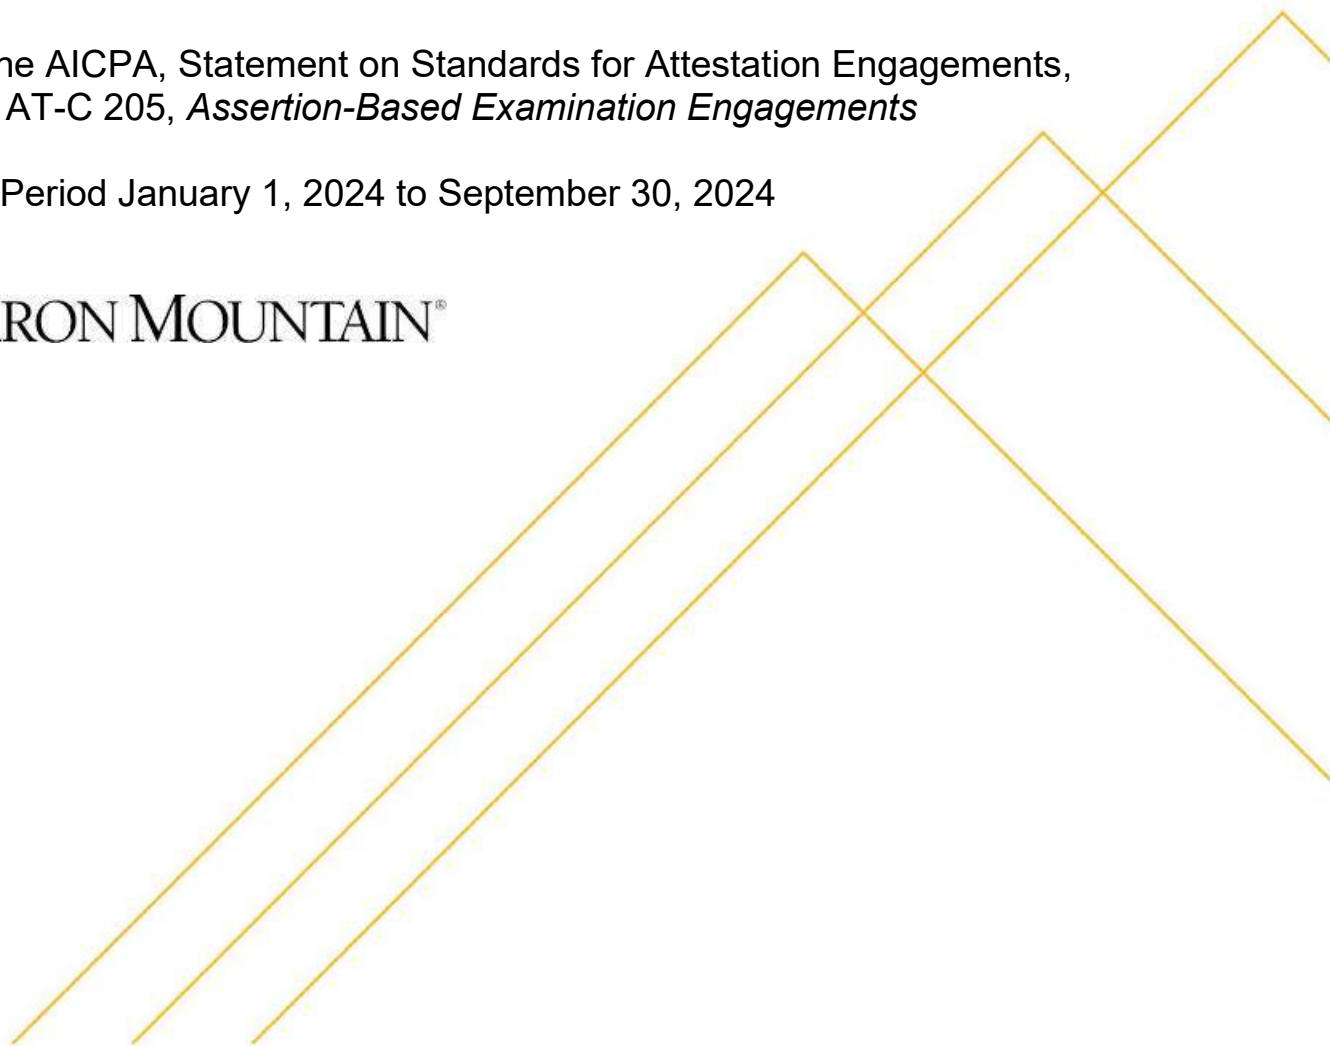 he AICPA, Statement on Standards for Attestation Engagements,
AT-C 205, Assertion-Based Examination Engagements
Period January 1, 2024 to September 30, 2024
RON MOUNTAIN®